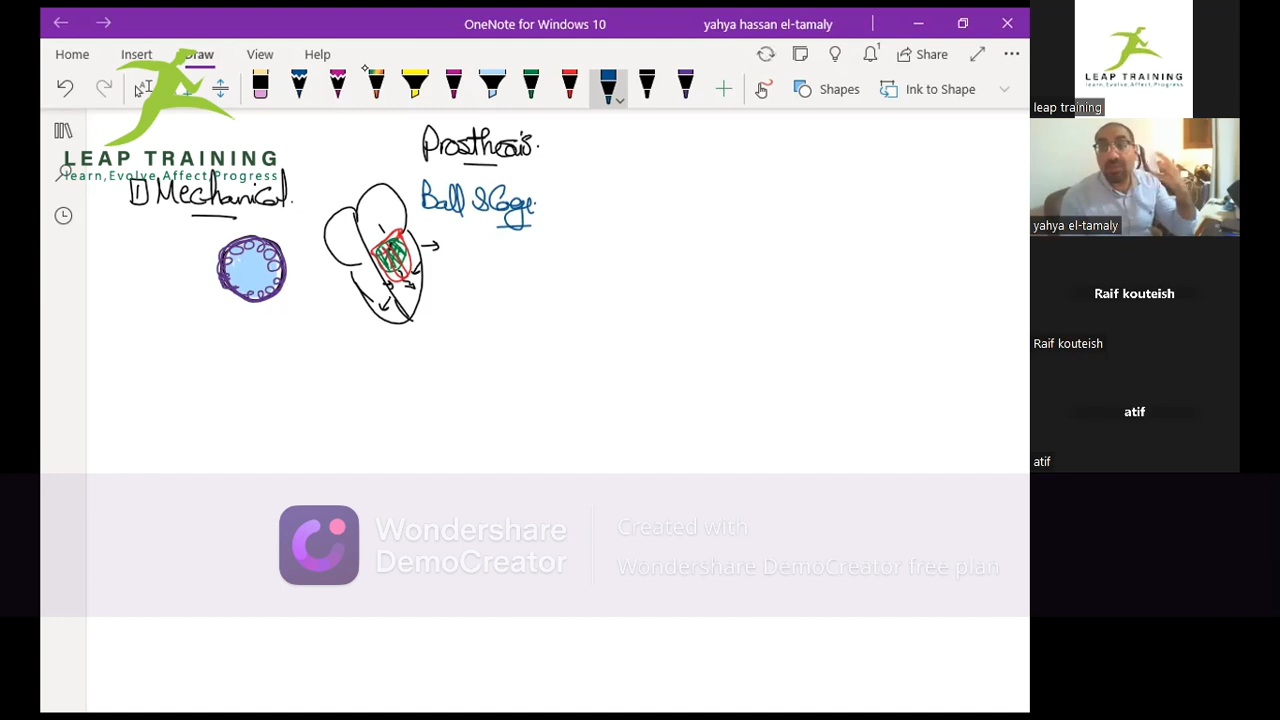 OneNote for Windows 10
yahya hassan el-tamaly
Home
Insert
Draw
View
Help
Share
Shapes
Ink to Shape
LEAP TRAINING
learn,Evolve.Affect.Progress
Prosthesis.
1) Mechanical.
Ball & Cage.
LEAP TRAINING
learn,Evolve,Affect,Progress
leap training
yahya el-tamaly
Raif kouteish
Raif kouteish
atif
atif
Wondershare
DemoCreator
Created with
Wondershare DemoCreator free plan